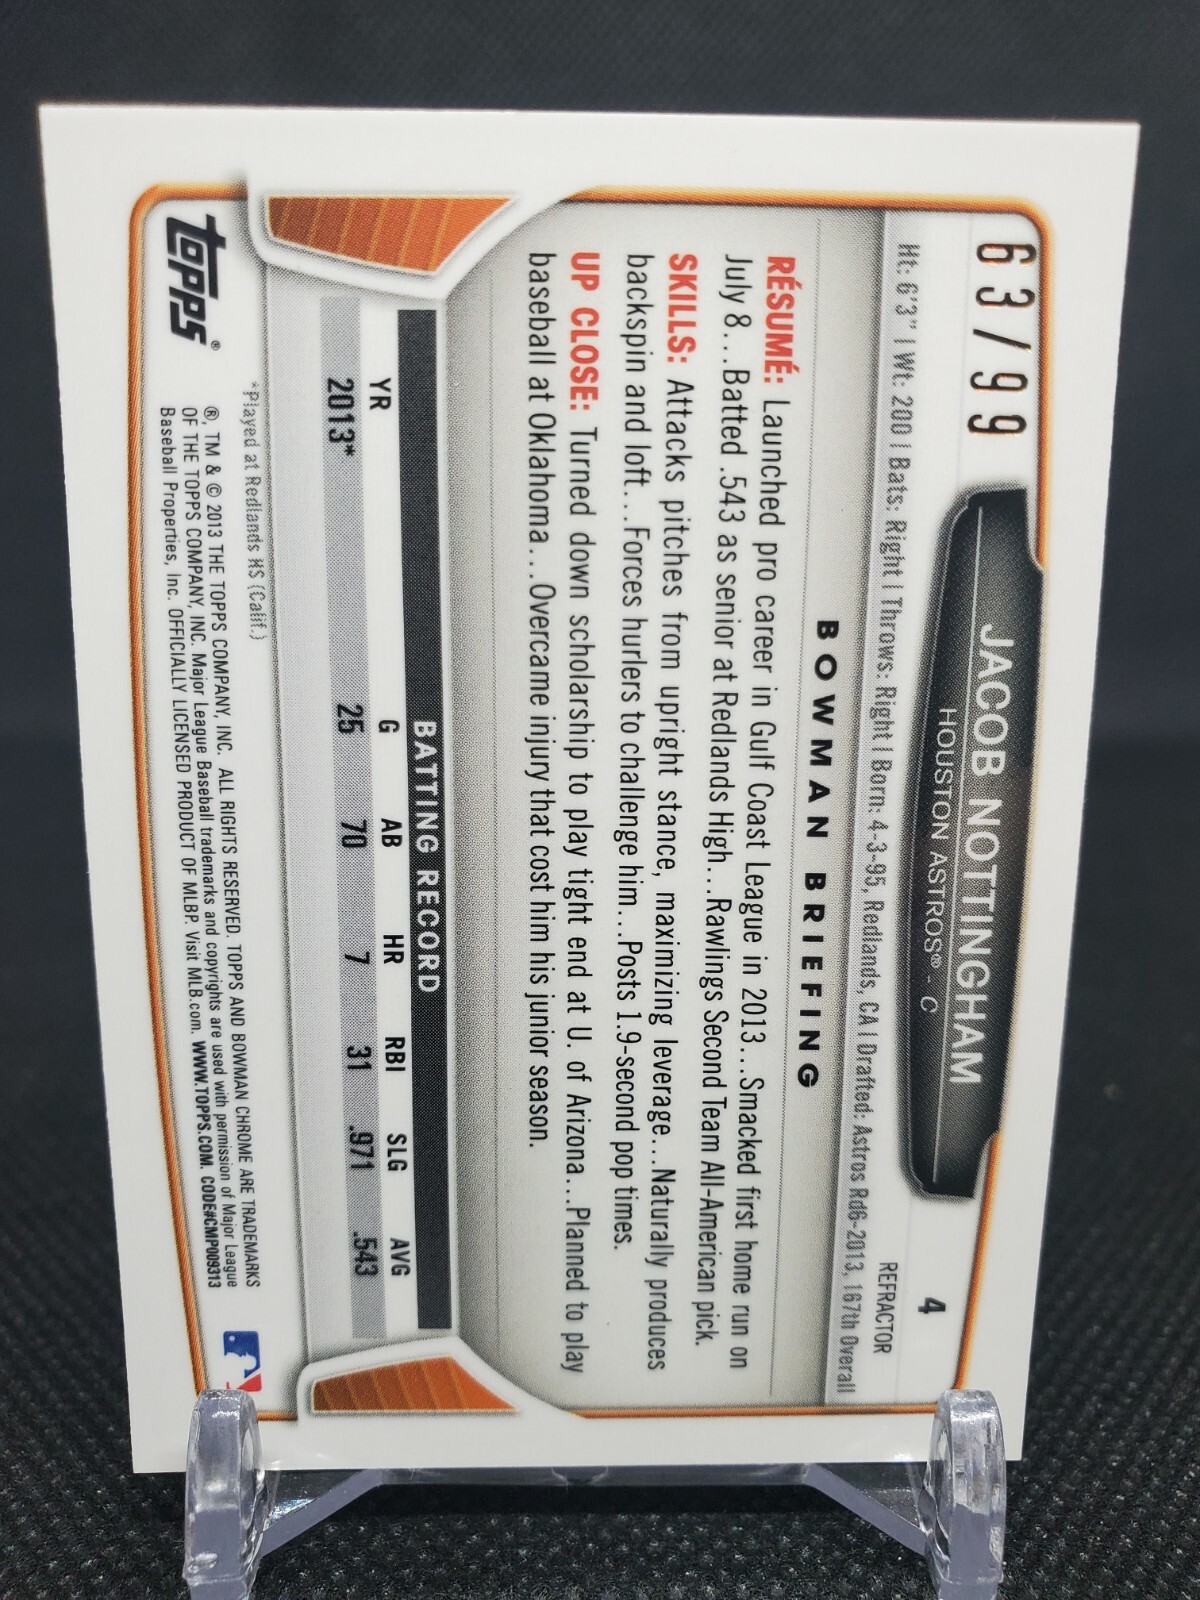 63/99
JACOB NOTTINGHAM
HOUSTON ASTROS® - C
4
REFRACTOR
Ht: 6'3" | Wt: 200 | Bats: Right | Throws: Right | Born: 4-3-95, Redlands, CA | Drafted: Astros Rd6-2013, 167th Overall
BOWMAN BRIEFING
RÉSUMÉ: Launched pro career in Gulf Coast League in 2013...Smacked first home run on
July 8...Batted .543 as senior at Redlands High...Rawlings Second Team All-American pick.
SKILLS: Attacks pitches from upright stance, maximizing leverage...Naturally produces
backspin and loft...Forces hurlers to challenge him...Posts 1.9-second pop times.
UP CLOSE: Turned down scholarship to play tight end at U. of Arizona...Planned to play
baseball at Oklahoma...Overcame injury that cost him his junior season.
BATTING RECORD
YR G AB HR RBI SLG AVG
2013* 25 70 7 31 .971 .543
*Played at Redlands HS (Calif.)
topps®
®, TM & © 2013 THE TOPPS COMPANY, INC. ALL RIGHTS RESERVED. TOPPS AND BOWMAN CHROME ARE TRADEMARKS
OF THE TOPPS COMPANY, INC. Major League Baseball trademarks and copyrights are used with permission of Major League
Baseball Properties, Inc. OFFICIALLY LICENSED PRODUCT OF MLBP. Visit MLB.com. WWW.TOPPS.COM. CODE#CMP009313